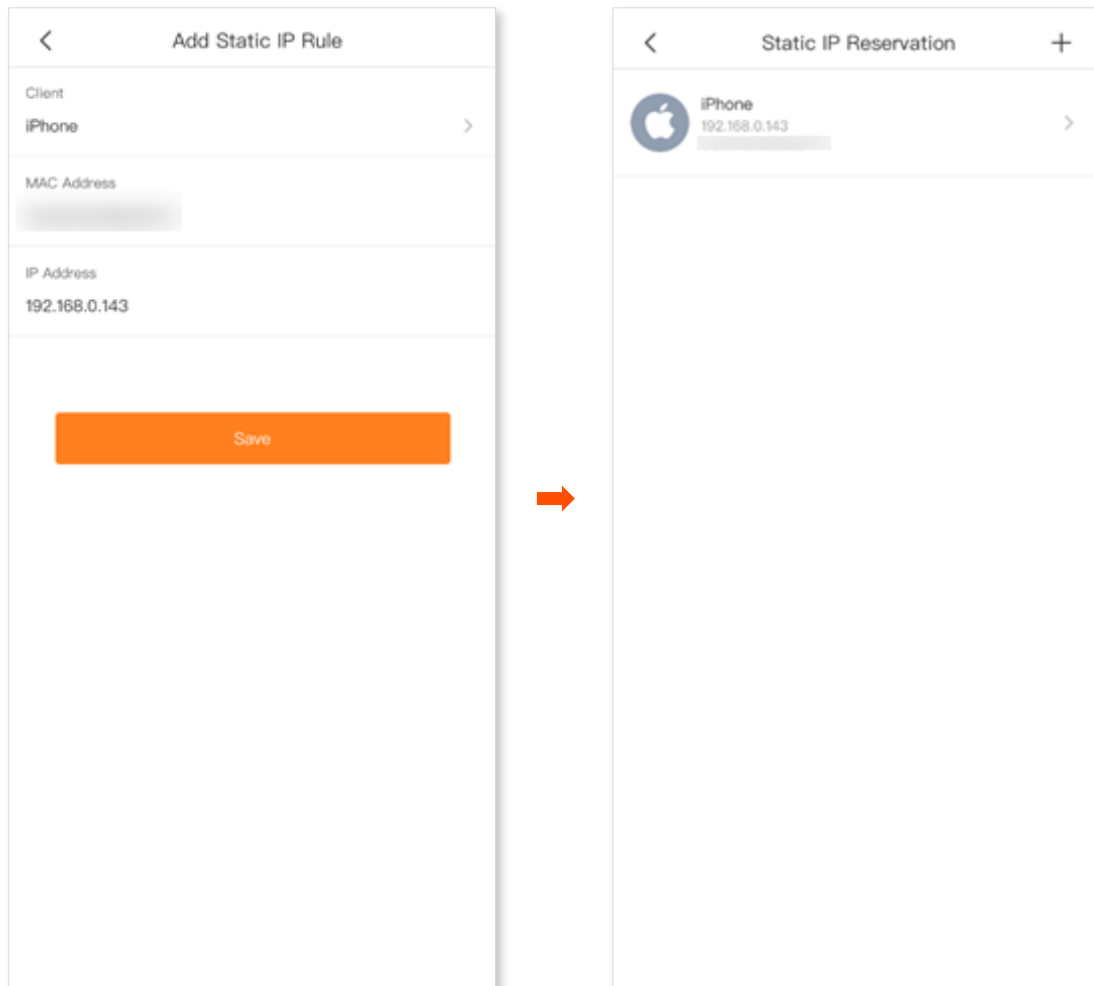 Add Static IP Rule
Client
iPhone
MAC Address
IP Address
192.168.0.143
Save
Static IP Reservation
iPhone
192.168.0.143